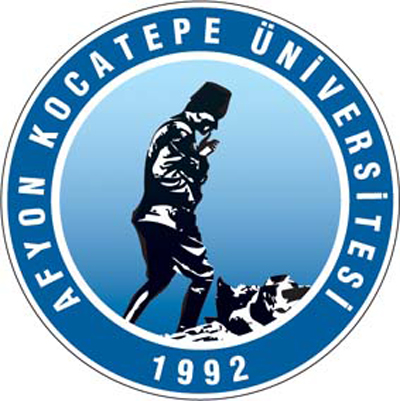 AFYON KOCATEPE ÜNİVERSİTESİ
1992